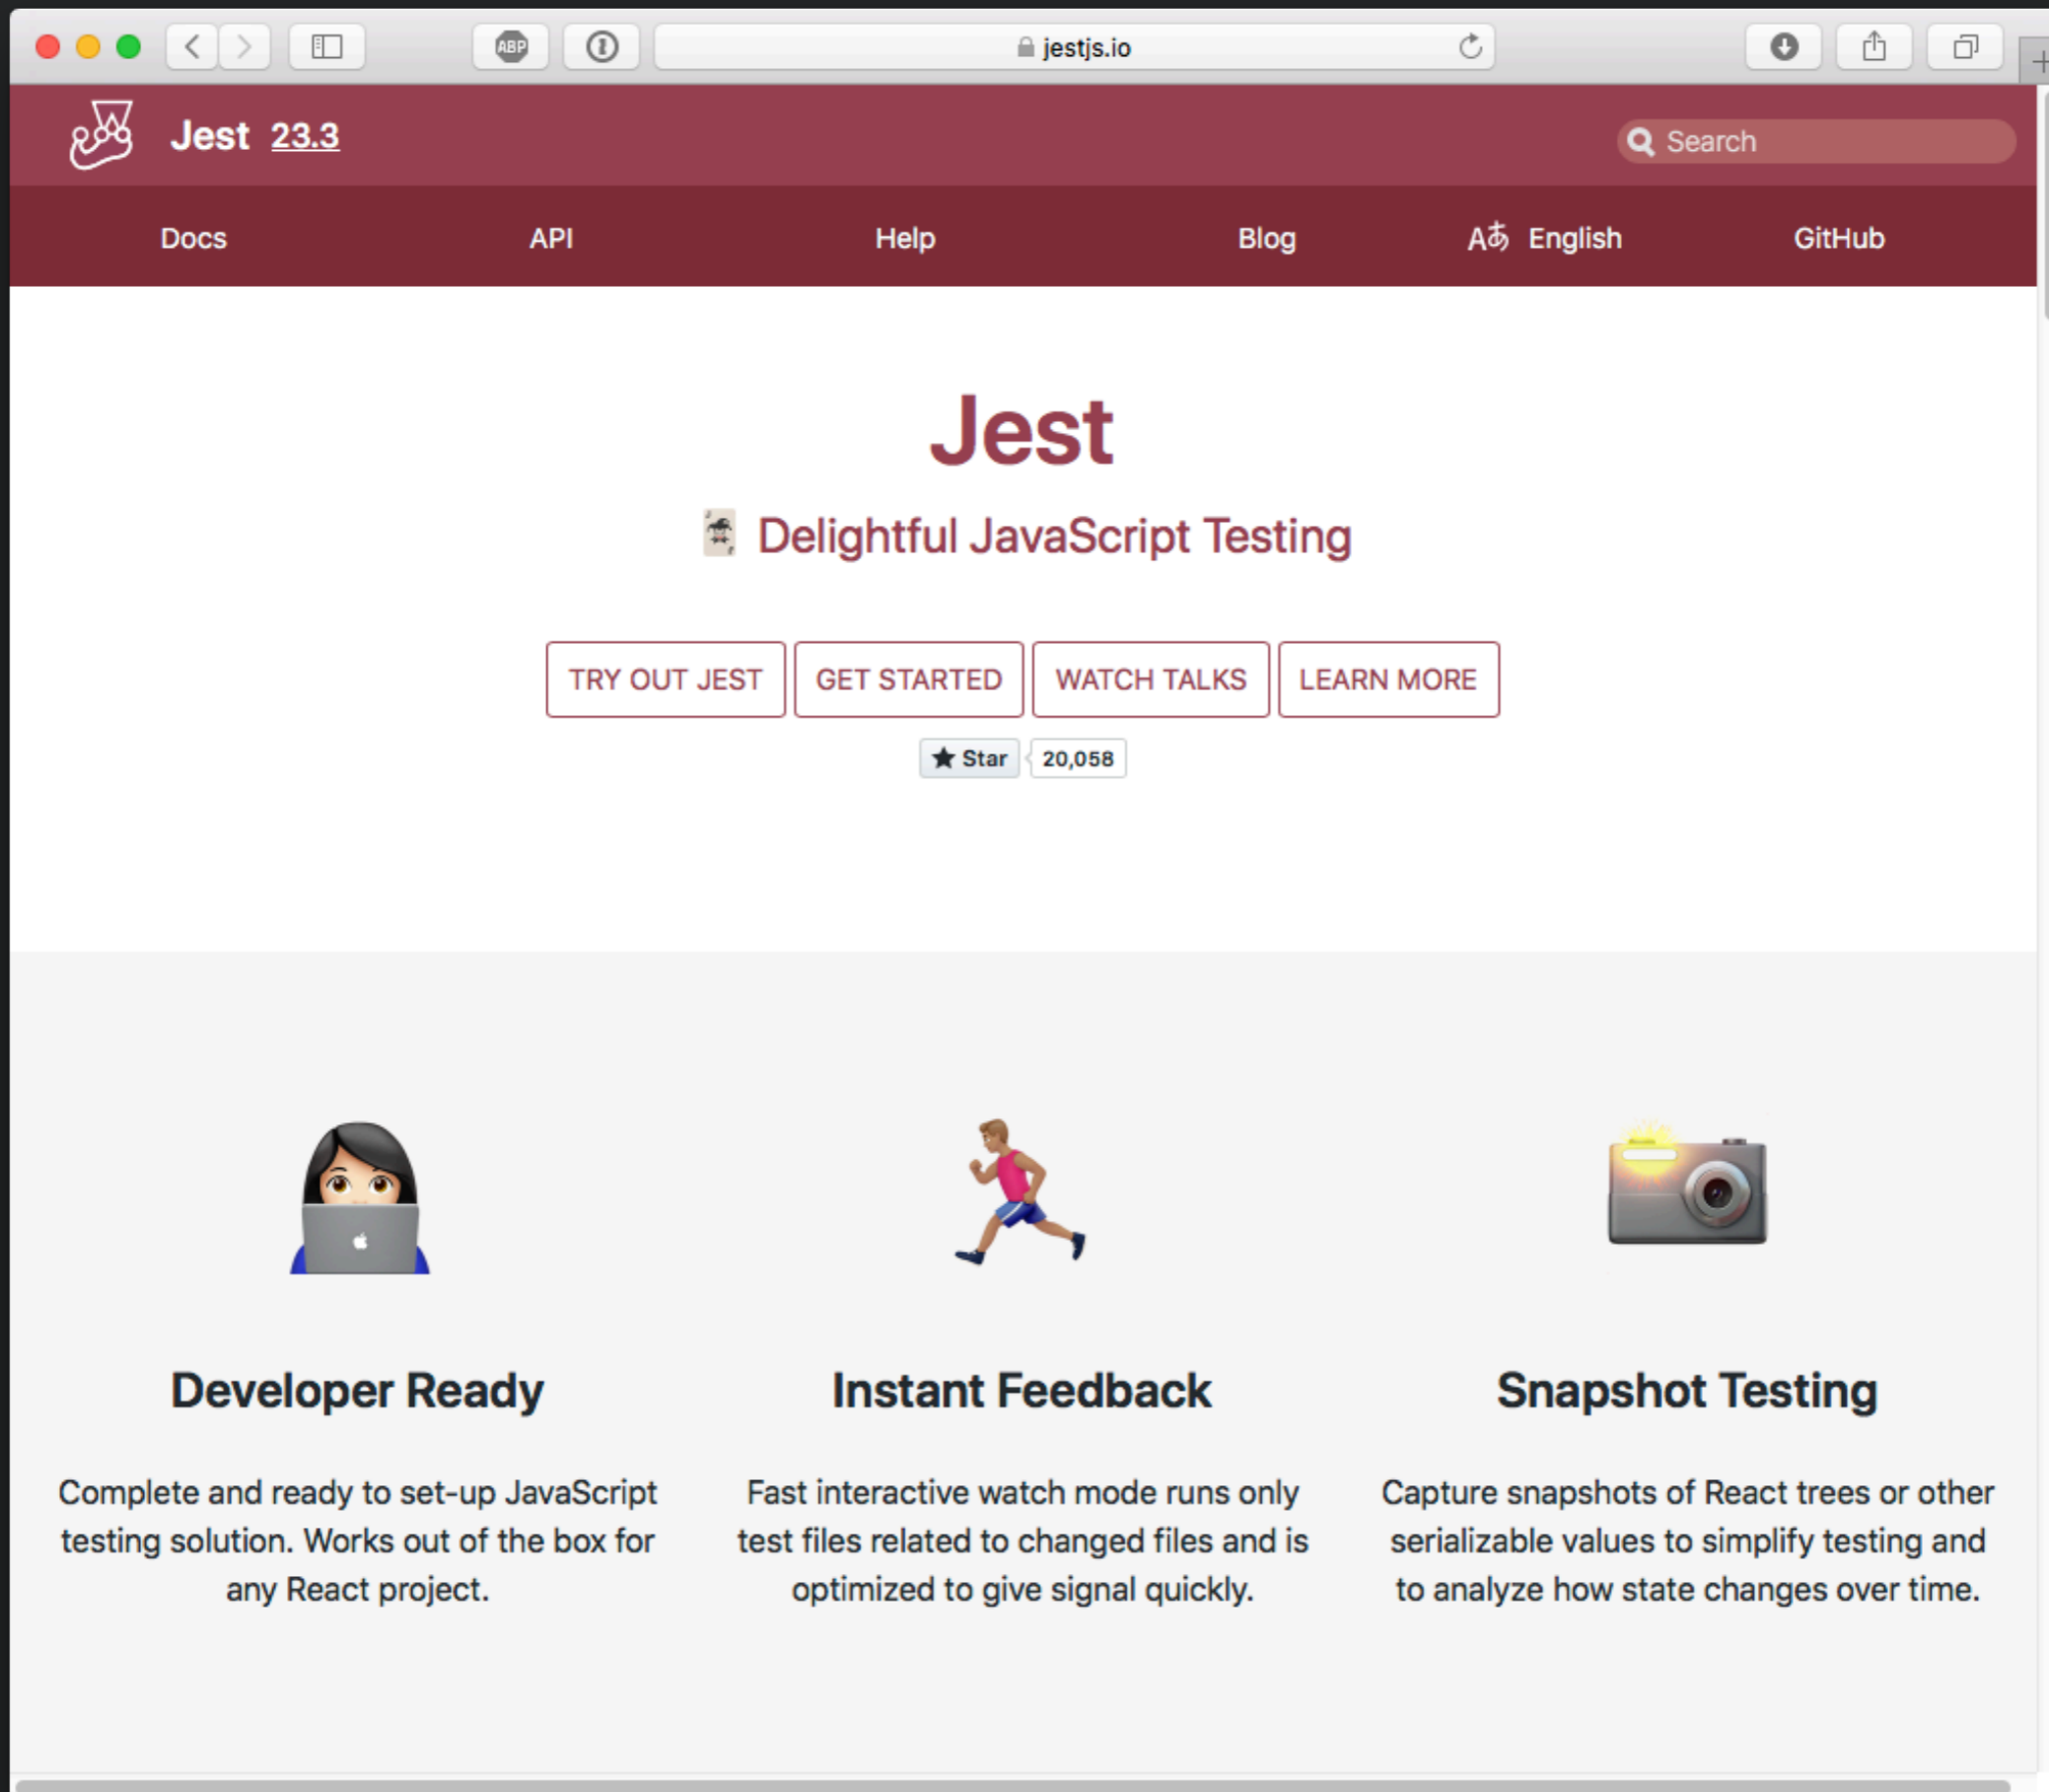 ABP
jestjs.io
Jest 23.3
Search
Docs API Help Blog Aあ English GitHub
Jest
Delightful JavaScript Testing
TRY OUT JEST GET STARTED WATCH TALKS LEARN MORE
Star 20,058
Developer Ready
Complete and ready to set-up JavaScript
testing solution. Works out of the box for
any React project.
Instant Feedback
Fast interactive watch mode runs only
test files related to changed files and is
optimized to give signal quickly.
Snapshot Testing
Capture snapshots of React trees or other
serializable values to simplify testing and
to analyze how state changes over time.